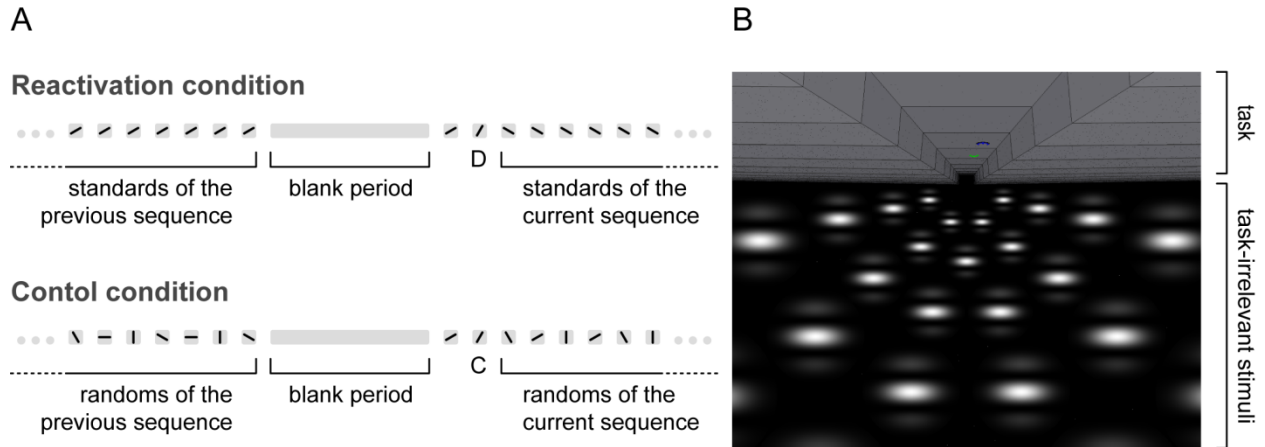 A
Reactivation condition
D
standards of the
previous sequence
blank period
standards of the
current sequence
Contol condition
C
randoms of the
previous sequence
blank period
randoms of the
current sequence
B
task
task-irrelevant stimuli